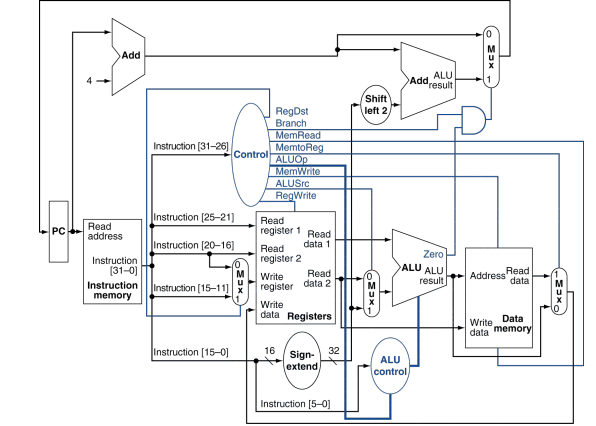 0
M
u
x
1
Add
4
Add
ALU
result
Shift
left 2
RegDst
Branch
MemRead
MemtoReg
ALUOp
MemWrite
ALUSrc
RegWrite
Instruction [31–26]
Control
PC
Read
address
Instruction
[31–0]
Instruction
memory
Instruction [25–21]
Instruction [20–16]
Instruction [15–11]
0
M
u
x
1
Read
register 1
Read
register 2
Write
register
Write
data
Read
data 1
Read
data 2
Registers
0
M
u
x
1
Zero
ALU
ALU
result
Address
Read
data
Write
data
Data
memory
1
M
u
x
0
Instruction [15–0]
16
Sign-
extend
32
ALU
control
Instruction [5–0]